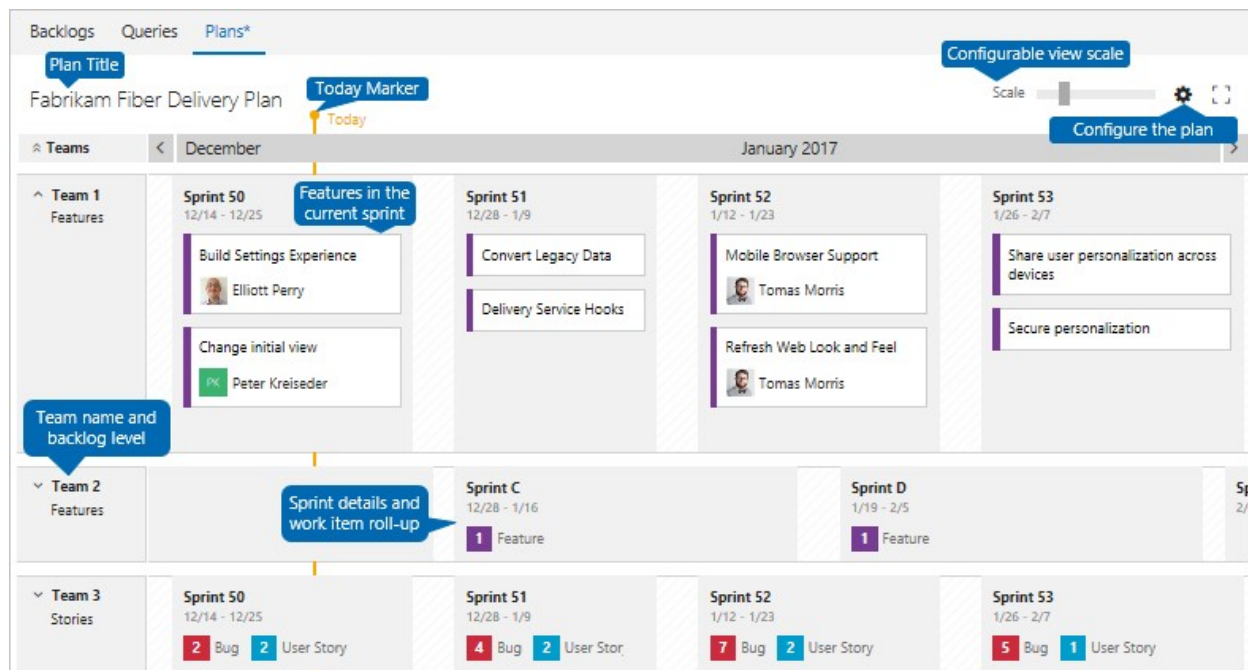 Backlogs Queries Plans*
Plan Title
Configurable view scale
Fabrikam Fiber Delivery Plan
Today Marker
Today
Scale
Configure the plan
Teams
December
January 2017
Team 1
Features
Sprint 50
12/14 - 12/25
Features in the
current sprint
Build Settings Experience
Elliott Perry
Change initial view
PK Peter Kreiseder
Sprint 51
12/28 - 1/9
Convert Legacy Data
Delivery Service Hooks
Sprint 52
1/12 - 1/23
Mobile Browser Support
Tomas Morris
Refresh Web Look and Feel
Tomas Morris
Sprint 53
1/26 - 2/7
Share user personalization across
devices
Secure personalization
Team name and
backlog level
Team 2
Features
Sprint details and
work item roll-up
Sprint C
12/28 - 1/16
1 Feature
Sprint D
1/19 - 2/5
1 Feature
Sp
2/
Team 3
Stories
Sprint 50
12/14 - 12/25
2 Bug 2 User Story
Sprint 51
12/28 - 1/9
4 Bug 2 User Stor
Sprint 52
1/12 - 1/23
7 Bug 2 User Story
Sprint 53
1/26 - 2/7
5 Bug 1 User Story